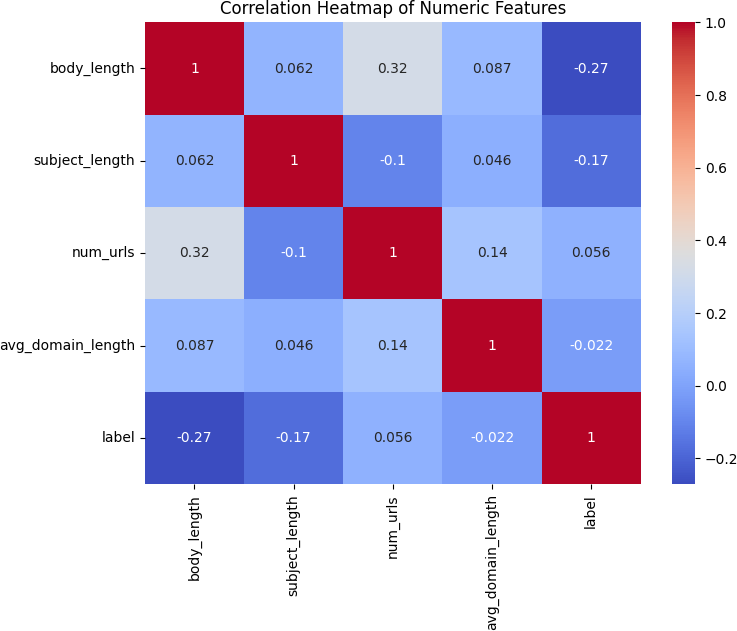 Correlation Heatmap of Numeric Features
body_length 1 0.062 0.32 0.087 -0.27
subject_length 0.062 1 -0.1 0.046 -0.17
num_urls 0.32 -0.1 1 0.14 0.056
avg_domain_length 0.087 0.046 0.14 1 -0.022
label -0.27 -0.17 0.056 -0.022 1
body_length
subject_length
num_urls
avg_domain_length
label
1.0
0.8
0.6
0.4
0.2
0.0
−0.2